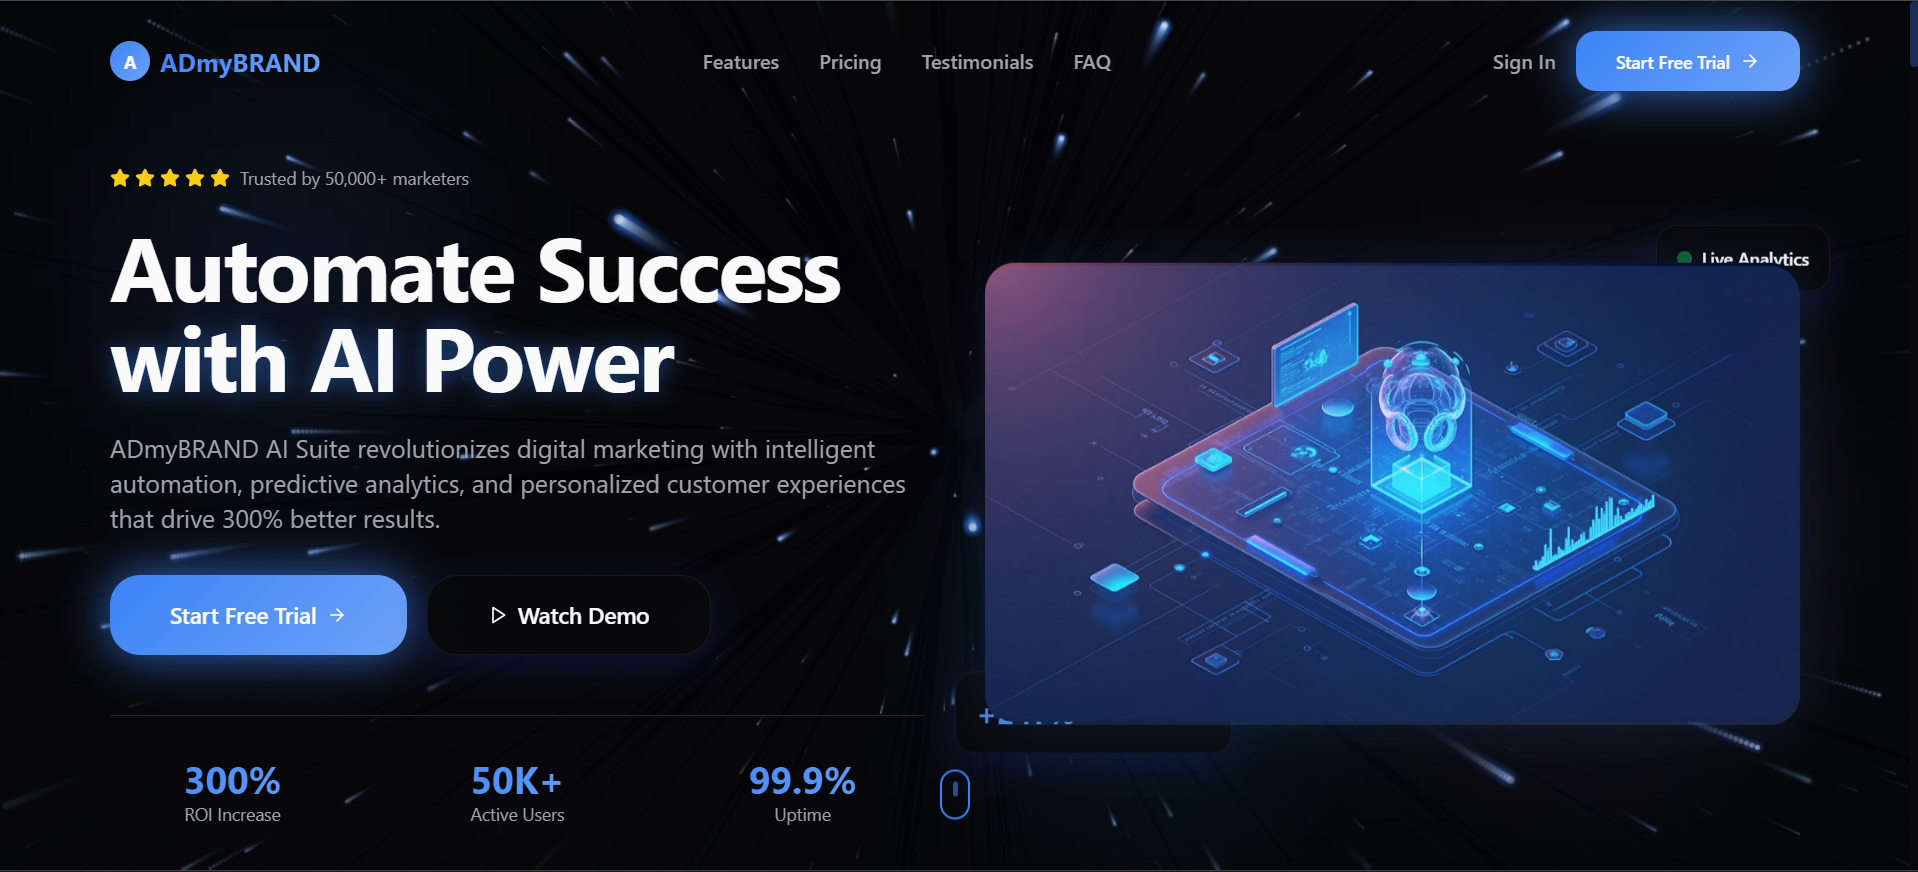 A ADmyBRAND
Features Pricing Testimonials FAQ
Sign In Start Free Trial
Trusted by 50,000+ marketers
Automate Success
with AI Power
ADmyBRAND AI Suite revolutionizes digital marketing with intelligent
automation, predictive analytics, and personalized customer experiences
that drive 300% better results.
Start Free Trial Watch Demo
300% 50K+ 99.9%
ROI Increase Active Users Uptime
Live Analytics